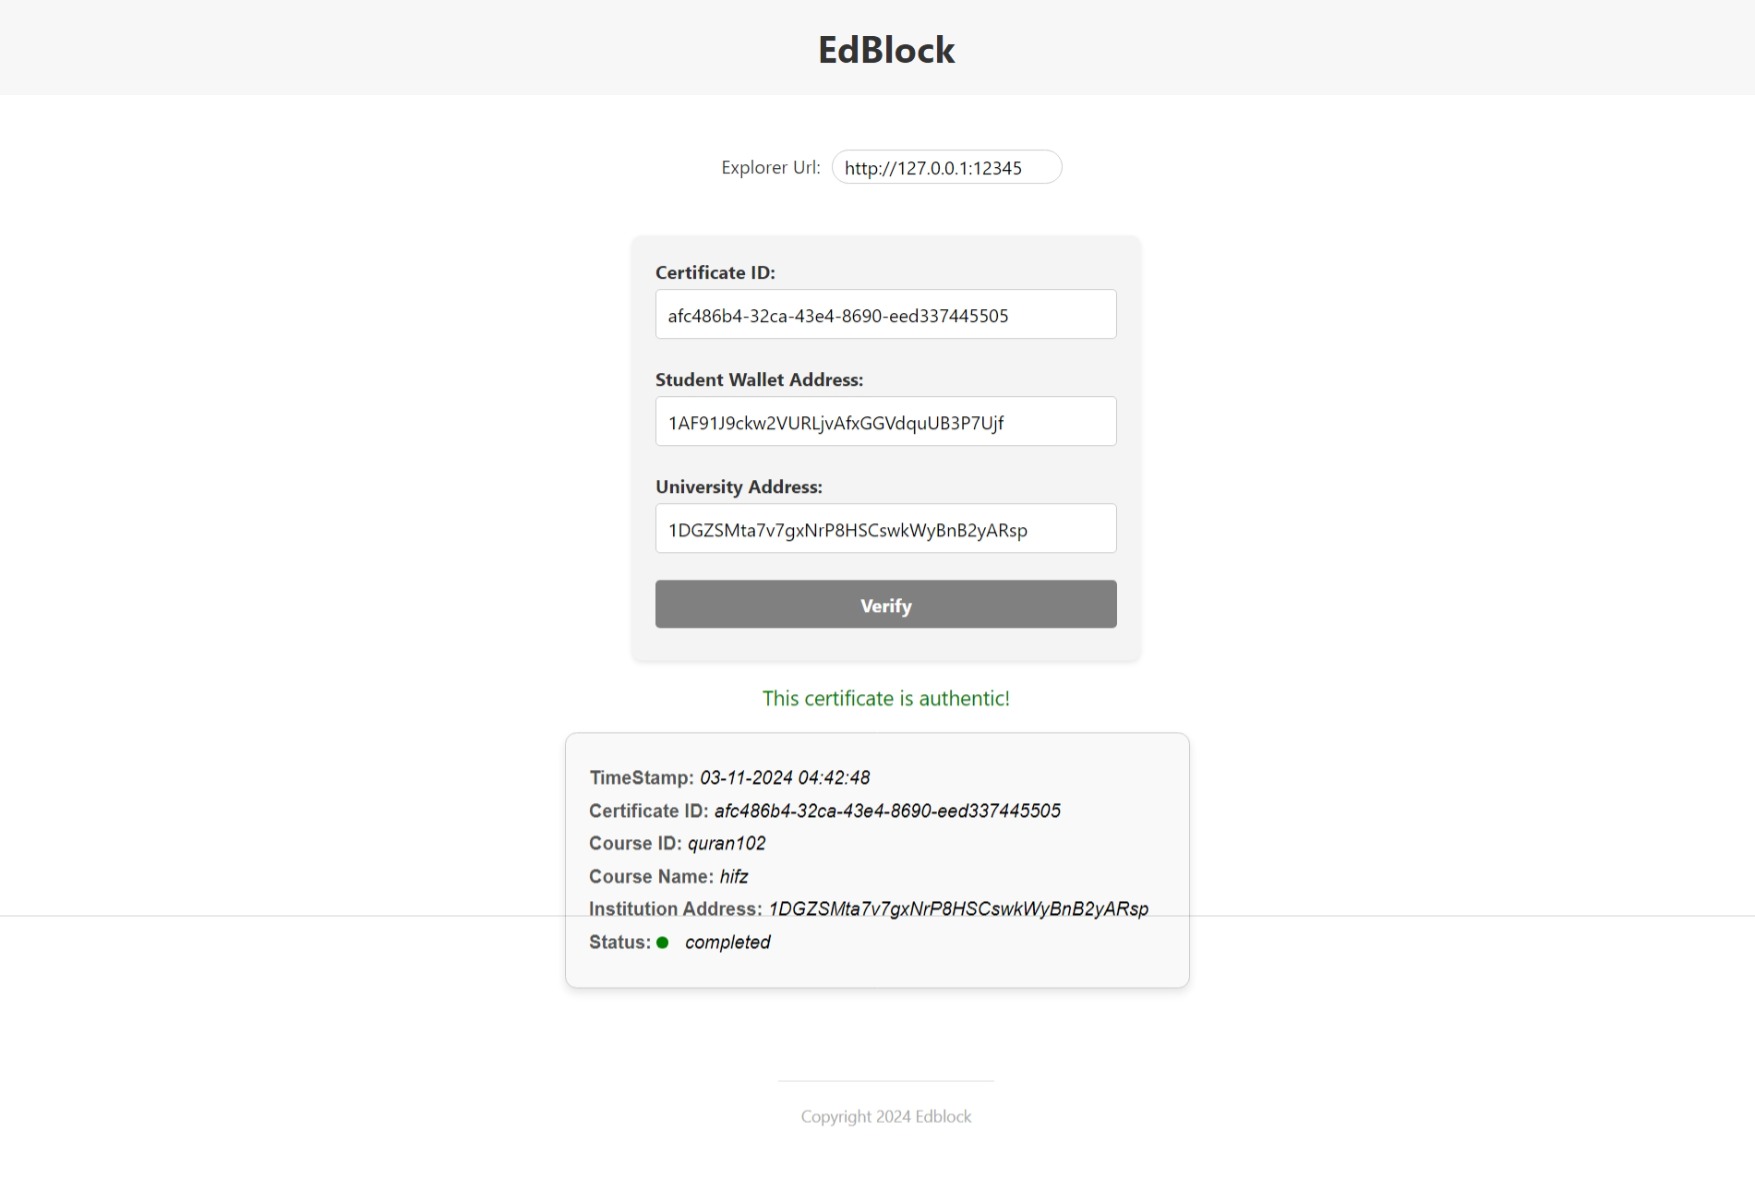 EdBlock
Explorer Url: http://127.0.0.1:12345
Certificate ID:
afc486b4-32ca-43e4-8690-eed337445505
Student Wallet Address:
1AF91J9ckw2VURLjvAfxGGVdquUB3P7Ujf
University Address:
1DGZSMta7v7gxNrP8HSCswkWyBnB2yARsp
Verify
This certificate is authentic!
TimeStamp: 03-11-2024 04:42:48
Certificate ID: afc486b4-32ca-43e4-8690-eed337445505
Course ID: quran102
Course Name: hifz
Institution Address: 1DGZSMta7v7gxNrP8HSCswkWyBnB2yARsp
Status: completed
Copyright 2024 Edblock